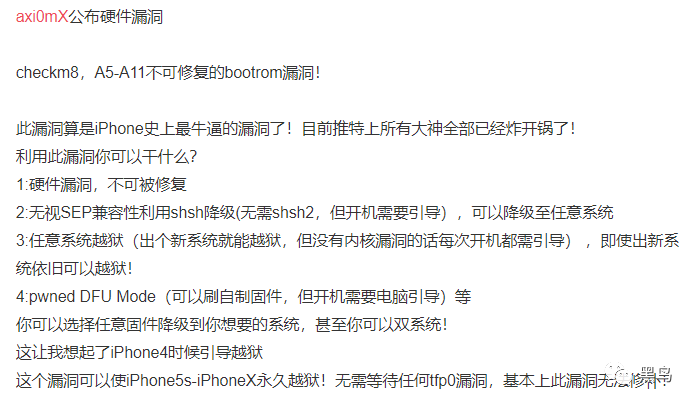 axi0mX公布硬件漏洞
checkm8，A5-A11不可修复的bootrom漏洞！
此漏洞算是iPhone史上最牛逼的漏洞了！目前推特上所有大神全部已经炸开锅了！
利用此漏洞你可以干什么？
1:硬件漏洞，不可被修复
2:无视SEP兼容性利用shsh降级(无需shsh2，但开机需要引导），可以降级至任意系统
3:任意系统越狱（出个新系统就能越狱，但没有内核漏洞的话每次开机都需引导），即使出新系
统依旧可以越狱！
4:pwned DFU Mode（可以刷自制固件，但开机需要电脑引导）等
你可以选择任意固件降级到你想要的系统，甚至你可以双系统！
这让我想起了iPhone4时候引导越狱
这个漏洞可以使iPhone5s-iPhoneX永久越狱！无需等待任何tfp0漏洞，基本上此漏洞无法修补！
黑鸟